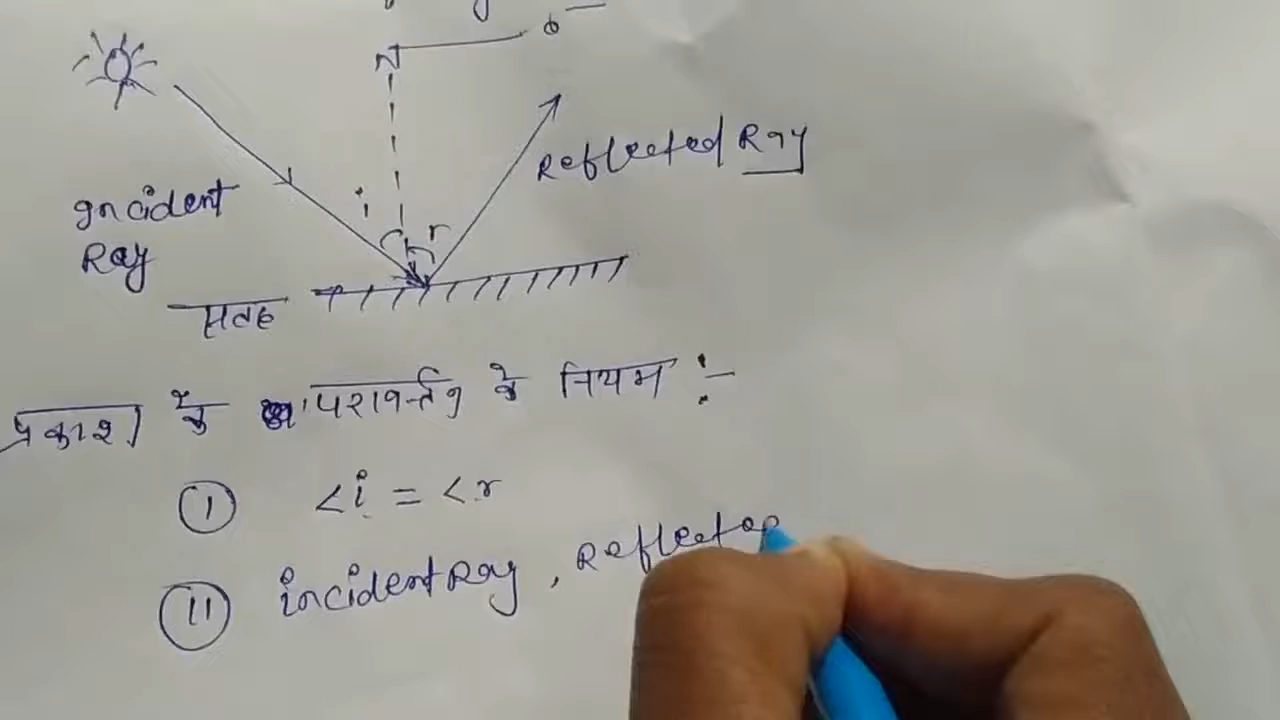 N
Reflected Ray
i
r
Incident
Ray
सतह
प्रकाश के परावर्तन के नियम :-
I <i = <r
II incident Ray , Reflected